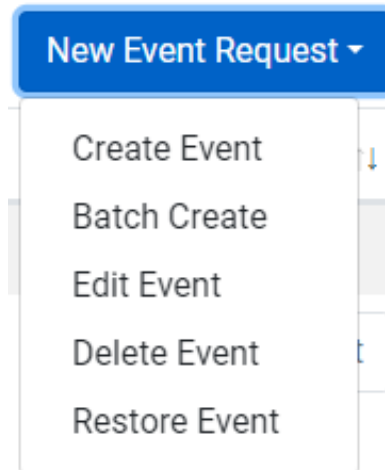 New Event Request
Create Event
Batch Create
Edit Event
Delete Event
Restore Event
t